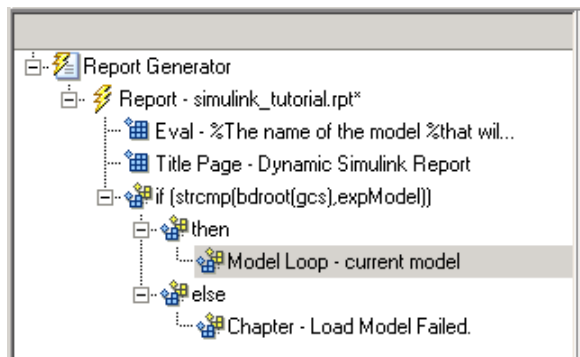 Report Generator
Report - simulink_tutorial.rpt*
Eval - %The name of the model %that wil...
Title Page - Dynamic Simulink Report
if (strcmp(bdroot(gcs),expModel))
then
Model Loop - current model
else
Chapter - Load Model Failed.